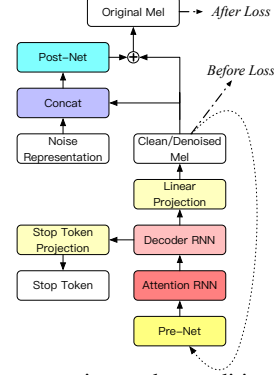 Original Mel
After Loss
Post-Net
Before Loss
Concat
Noise
Representation
Clean/Denoised
Mel
Linear
Projection
Stop Token
Projection
Decoder RNN
Stop Token
Attention RNN
Pre-Net